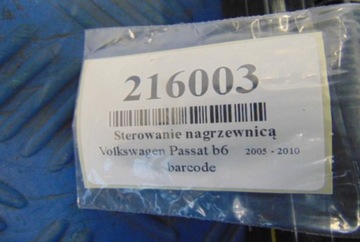 216003
Sterowanie nagrzewnicą
Volkswagen Passat b6 2005 - 2010
barcode